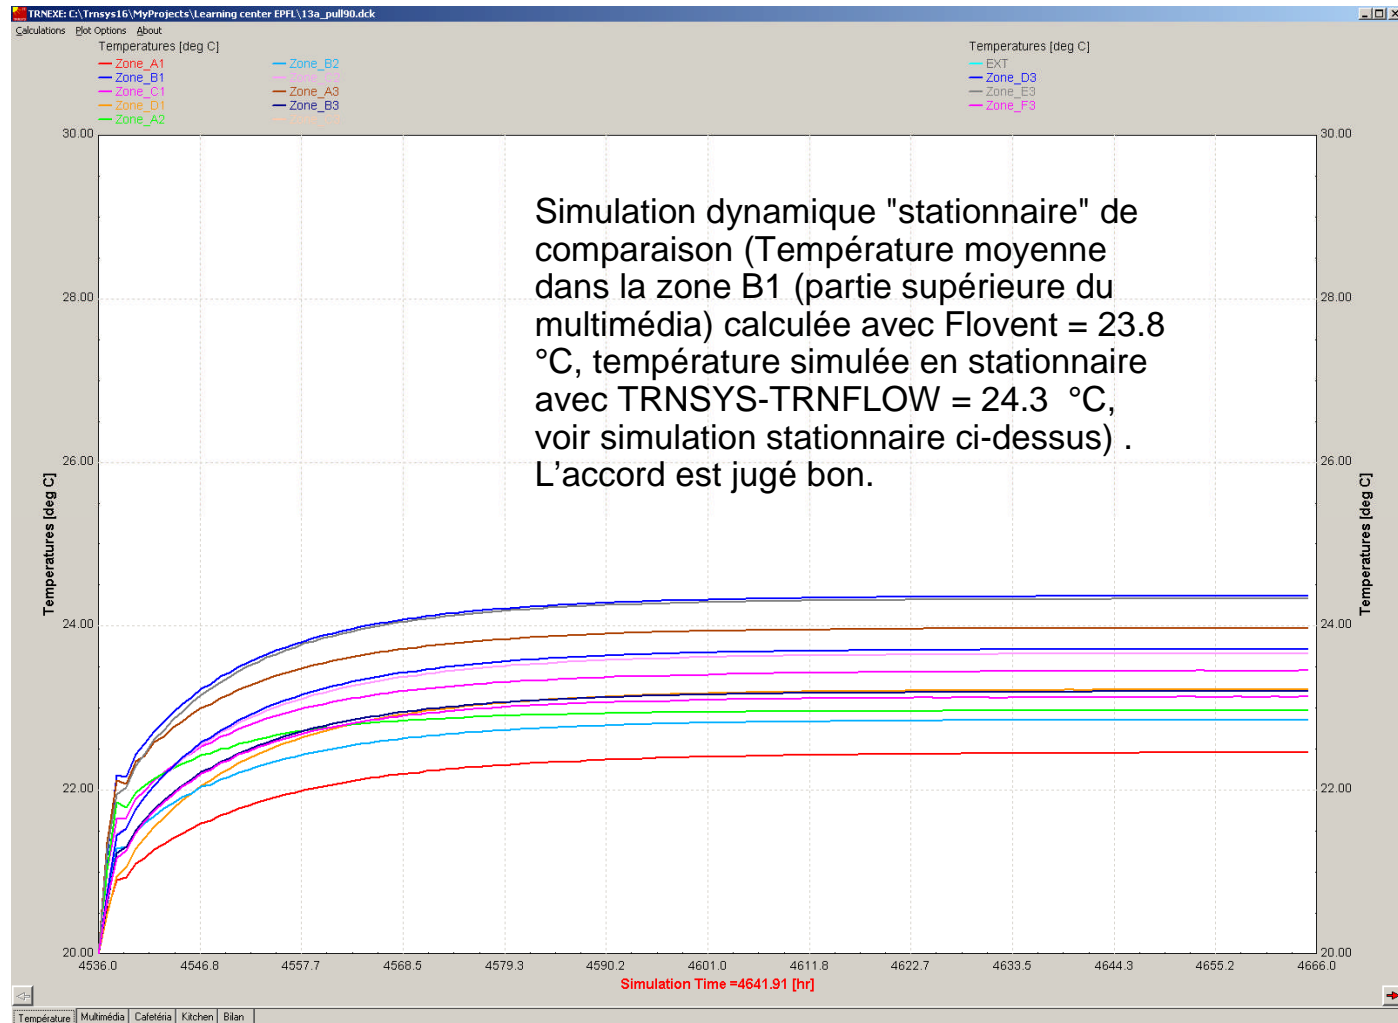 TRNEXE: C:\Trnsys16\MyProjects\Learning center EPFL\13a_pull90.dck
Calculations Plot Options About
Temperatures [deg C]
Zone_A1
Zone_B1
Zone_C1
Zone_D1
Zone_A2
Zone_B2
Zone_A3
Zone_B3
Temperatures [deg C]
EXT
Zone_D3
Zone_E3
Zone_F3
Simulation dynamique "stationnaire" de
comparaison (Température moyenne
dans la zone B1 (partie supérieure du
multimédia) calculée avec Flovent = 23.8
°C, température simulée en stationnaire
avec TRNSYS-TRNFLOW = 24.3 °C,
voir simulation stationnaire ci-dessus) .
L’accord est jugé bon.
Temperatures [deg C]
30.00
28.00
26.00
24.00
22.00
20.00
30.00
28.00
26.00
24.00
22.00
20.00
Temperatures [deg C]
4536.0 4546.8 4557.7 4568.5 4579.3 4590.2 4601.0 4611.8 4622.7 4633.5 4644.3 4655.2 4666.0
Simulation Time =4641.91 [hr]
Température Multimédia Cafetéria Kitchen Bilan